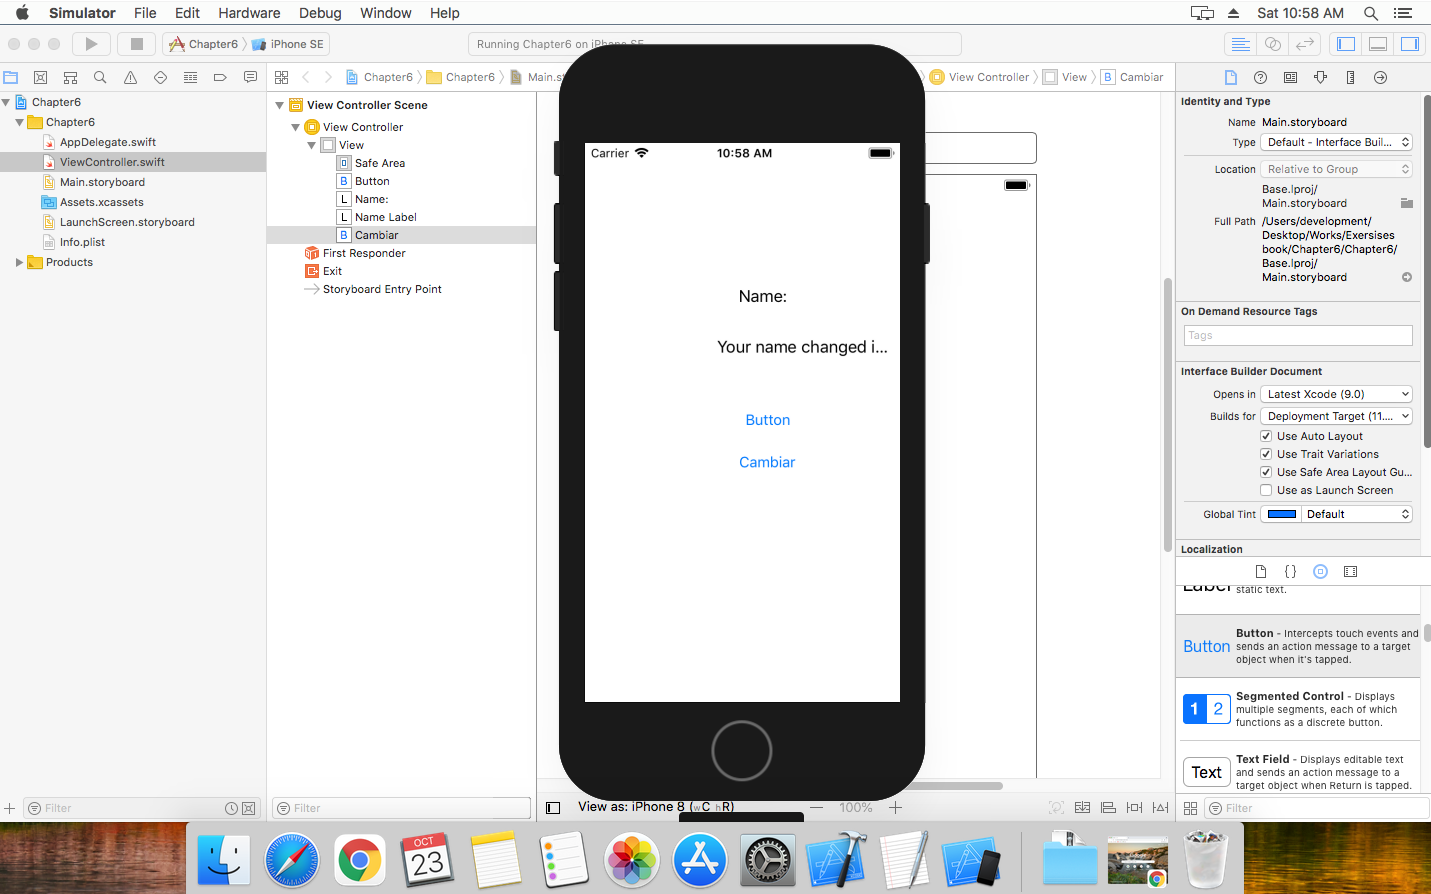 Simulator File Edit Hardware Debug Window Help
Sat 10:58 AM
Chapter6 iPhone SE
Running Chapter6 on iPhone SE
Chapter6 Chapter6 Main.st
View Controller View Cambiar
Chapter6
Chapter6
AppDelegate.swift
ViewController.swift
Main.storyboard
Assets.xcassets
LaunchScreen.storyboard
Info.plist
Products
Filter
View Controller Scene
View Controller
View
Safe Area
B Button
L Name:
L Name Label
B Cambiar
First Responder
Exit
Storyboard Entry Point
Filter
Carrier 10:58 AM
Name:
Your name changed i...
Button
Cambiar
View as: iPhone 8 (wC hR)
100%
Identity and Type
Name Main.storyboard
Type Default - Interface Buil...
Location Relative to Group
Base.lproj/
Main.storyboard
Full Path /Users/development/
Desktop/Works/Exersises
book/Chapter6/Chapter6/
Base.lproj/
Main.storyboard
On Demand Resource Tags
Tags
Interface Builder Document
Opens in Latest Xcode (9.0)
Builds for Deployment Target (11....
Use Auto Layout
Use Trait Variations
Use Safe Area Layout Gu...
Use as Launch Screen
Global Tint Default
Localization
{}
Label static text.
Button
Button - Intercepts touch events and
sends an action message to a target
object when it's tapped.
1 2
Segmented Control - Displays
multiple segments, each of which
functions as a discrete button.
Text
Text Field - Displays editable text
and sends an action message to a
target object when Return is tapped.
Filter
OCT
23